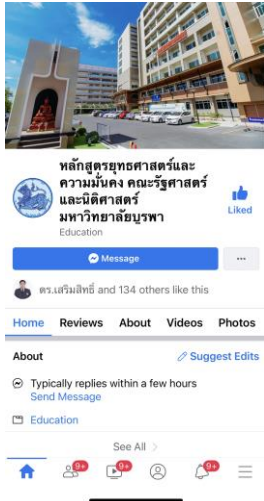 หลักสูตรยุทธศาสตร์และ
ความมั่นคง คณะรัฐศาสตร์
และนิติศาสตร์
มหาวิทยาลัยบูรพา
Education
Liked
Message
ดร.เสริมสิทธิ์ and 134 others like this
Home Reviews About Videos Photos
About
Suggest Edits
Typically replies within a few hours
Send Message
Education
See All
9+ 9+ 9+